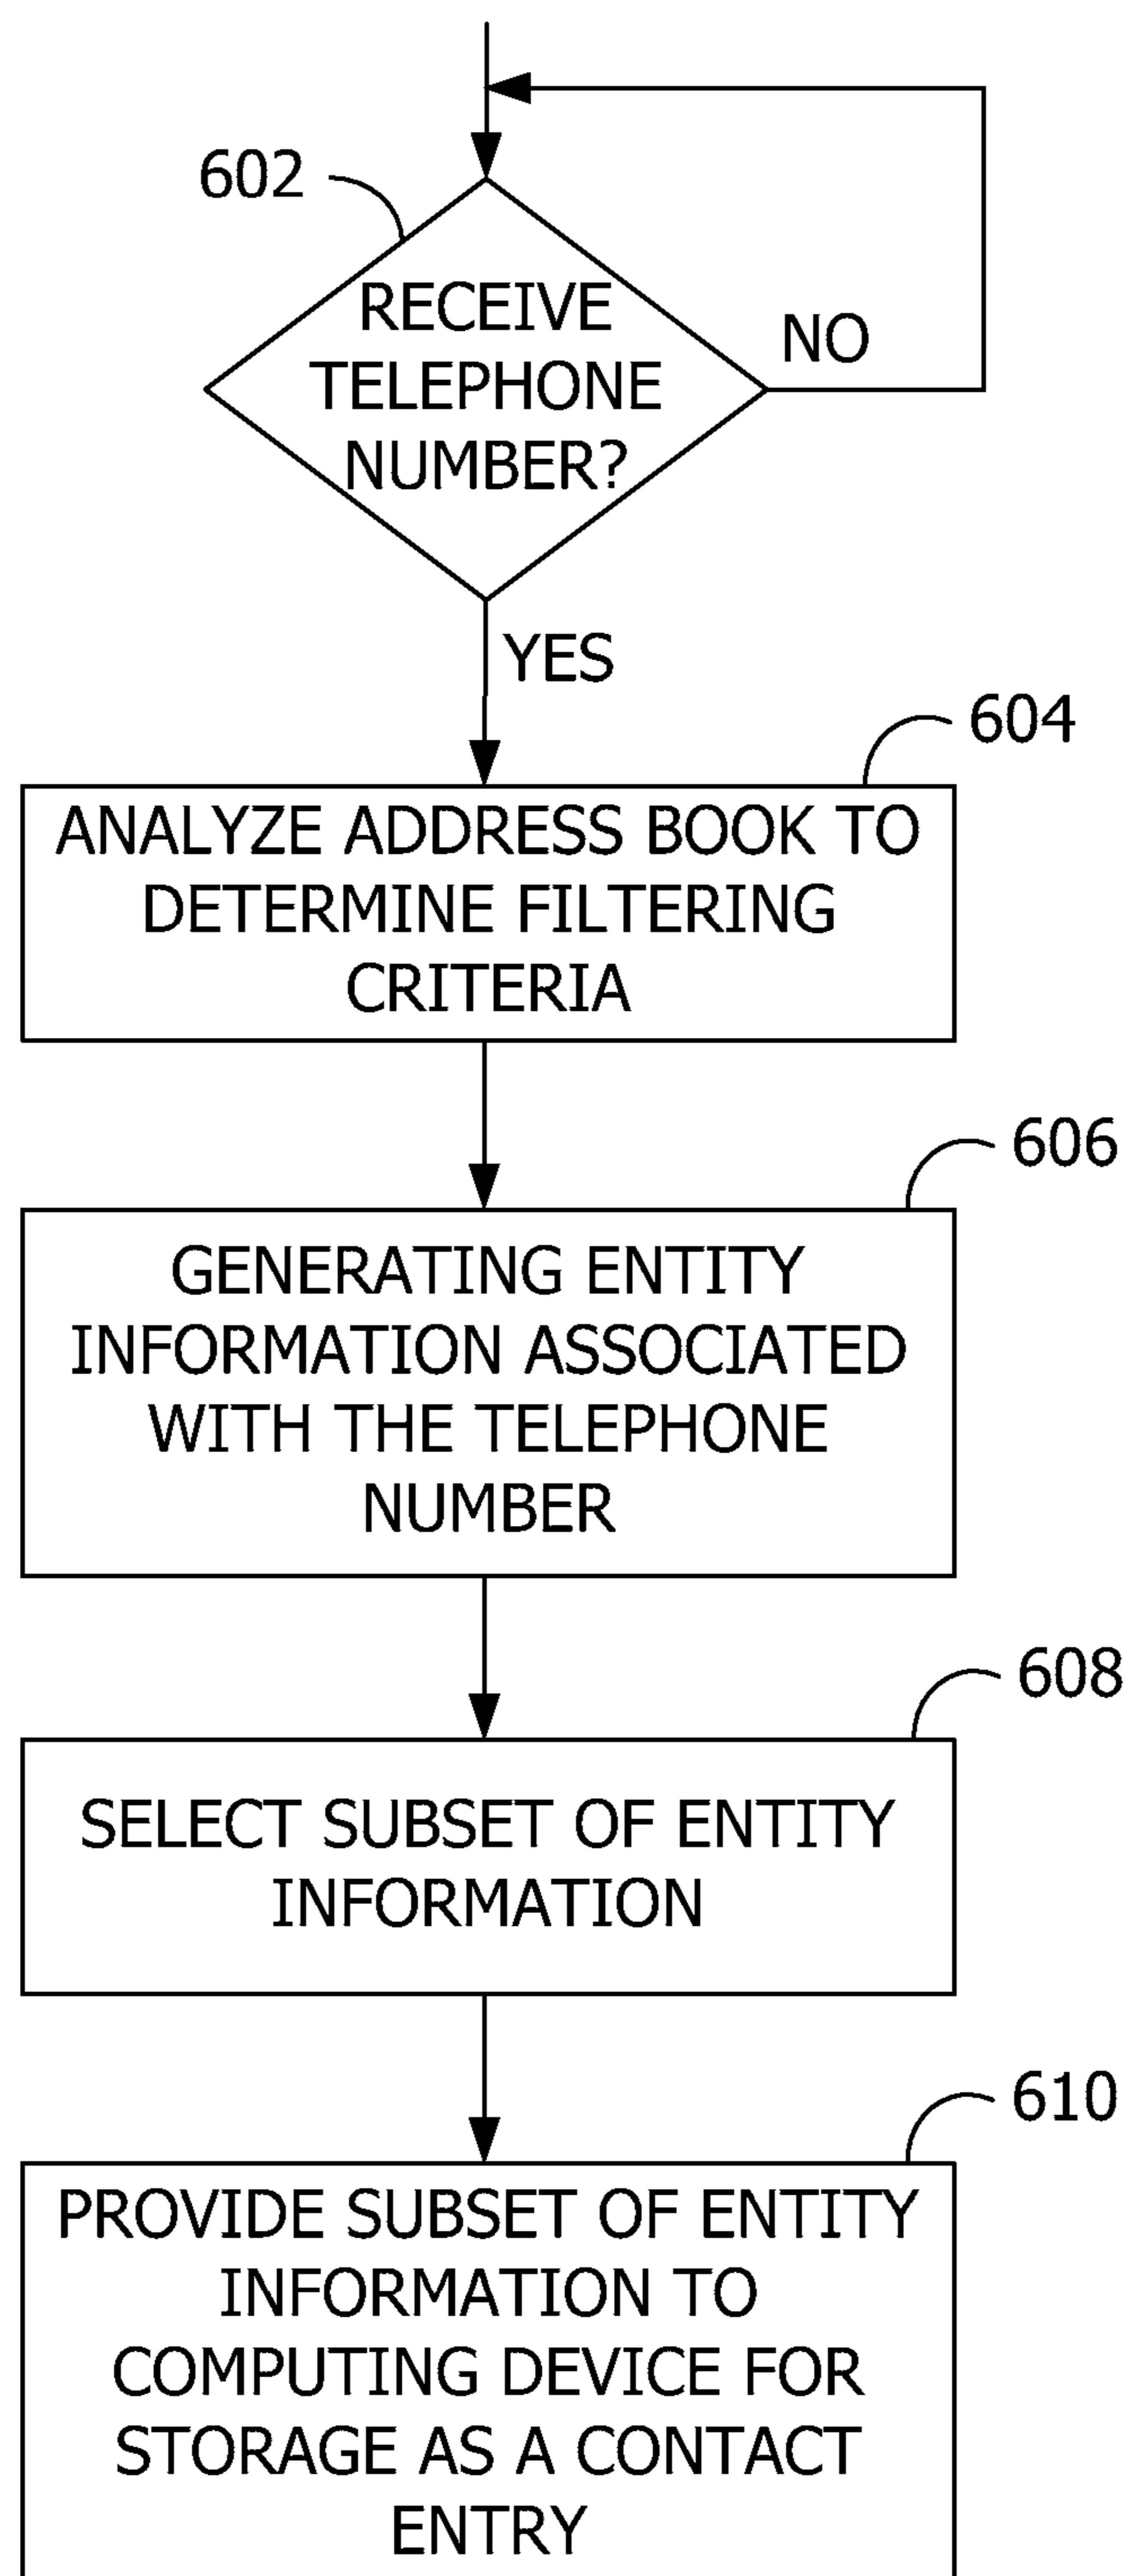 602
RECEIVE
TELEPHONE
NUMBER?
NO
YES
604
ANALYZE ADDRESS BOOK TO
DETERMINE FILTERING
CRITERIA
606
GENERATING ENTITY
INFORMATION ASSOCIATED
WITH THE TELEPHONE
NUMBER
608
SELECT SUBSET OF ENTITY
INFORMATION
610
PROVIDE SUBSET OF ENTITY
INFORMATION TO
COMPUTING DEVICE FOR
STORAGE AS A CONTACT
ENTRY